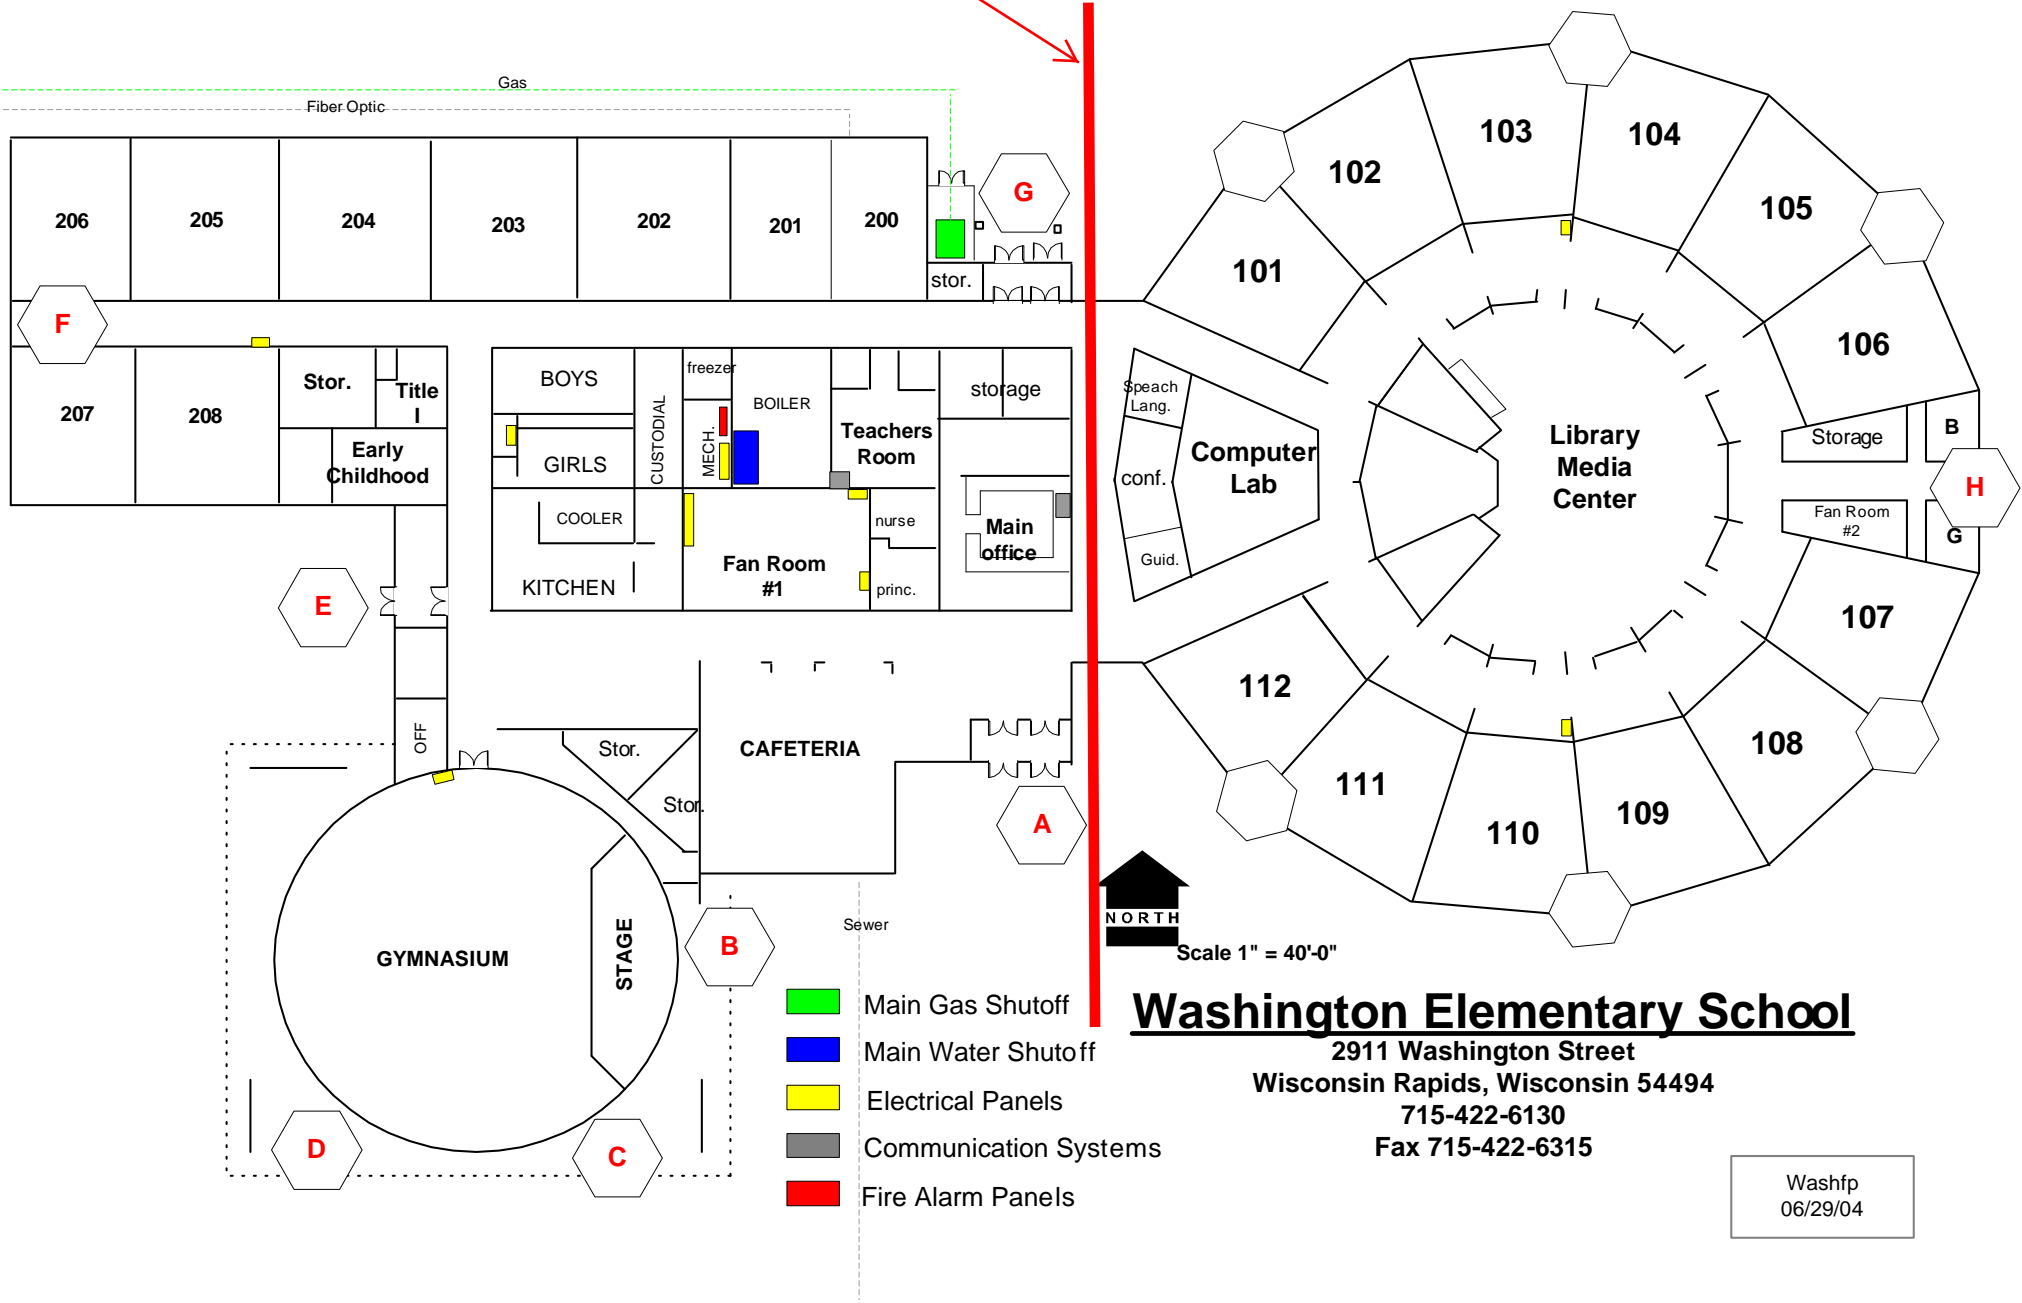 Gas
Fiber Optic
206
205
204
203
202
201
200
G
stor.
F
207
208
Stor.
Title
I
Early
Childhood
BOYS
GIRLS
CUSTODIAL
freezer
MECH.
BOILER
Teachers
Room
storage
COOLER
KITCHEN
Fan Room
#1
nurse
princ.
Main
office
E
OFF
Stor.
Stor.
CAFETERIA
A
GYMNASIUM
STAGE
B
C
D
Sewer
101
102
103
104
105
106
Speach
Lang.
conf.
Guid.
Computer
Lab
Library
Media
Center
Storage
B
H
Fan Room
#2
G
107
108
109
110
111
112
NORTH
Scale 1" = 40'-0"
Main Gas Shutoff
Main Water Shutoff
Electrical Panels
Communication Systems
Fire Alarm Panels
Washington Elementary School
2911 Washington Street
Wisconsin Rapids, Wisconsin 54494
715-422-6130
Fax 715-422-6315
Washfp
06/29/04